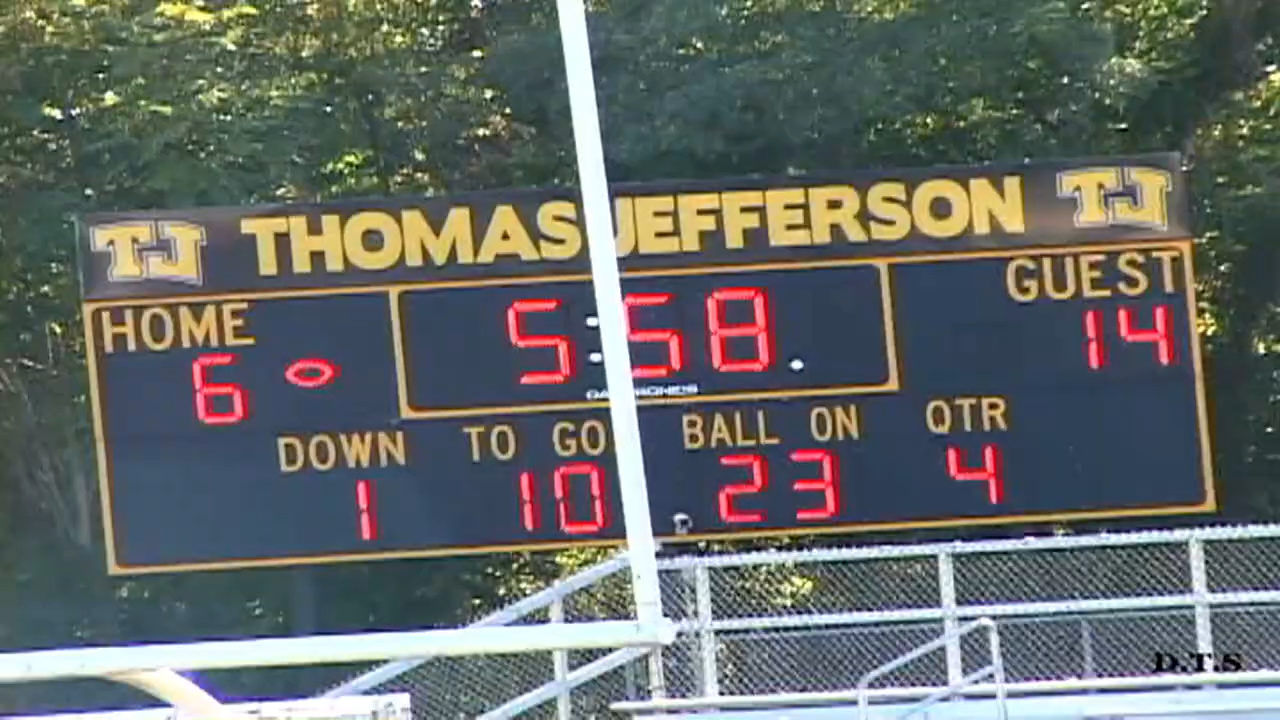 TJ THOMAS JEFFERSON TJ
HOME 5:58. GUEST
6 14
DOWN TO GO BALL ON QTR
1 10 23 4
D.T.S